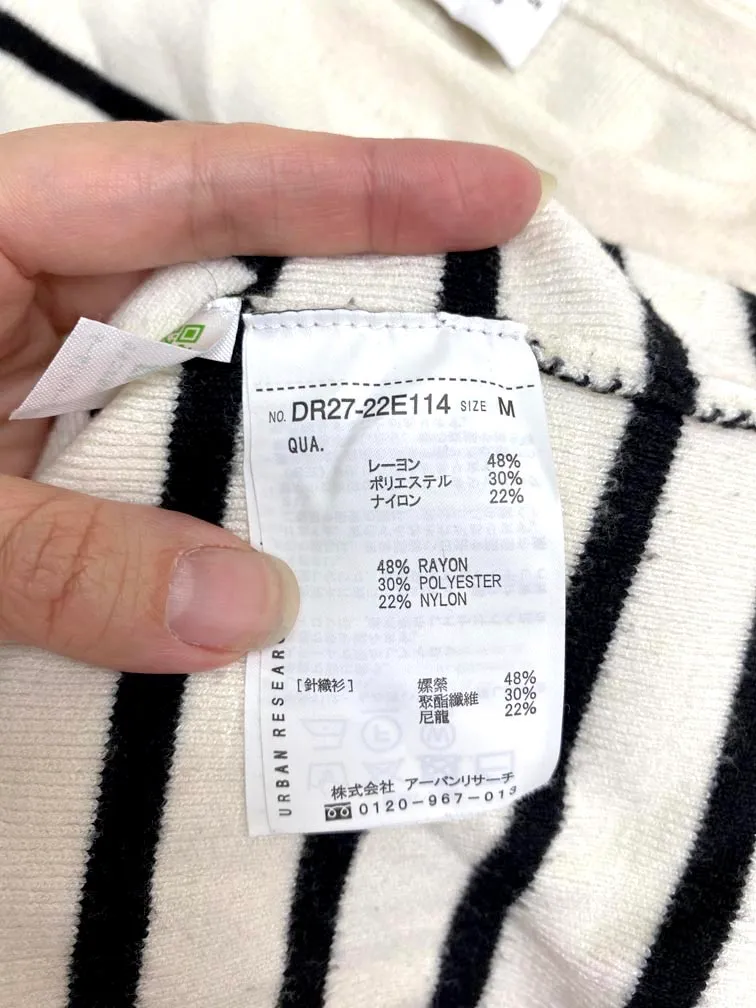 NO. DR27-22E114 SIZE M
QUA.
レーヨン 48%
ポリエステル 30%
ナイロン 22%
48% RAYON
30% POLYESTER
22% NYLON
[針織衫] 嫘縈 48%
聚酯纖維 30%
尼龍 22%
URBAN RESEARC
株式会社 アーバンリサーチ
0120-967-013